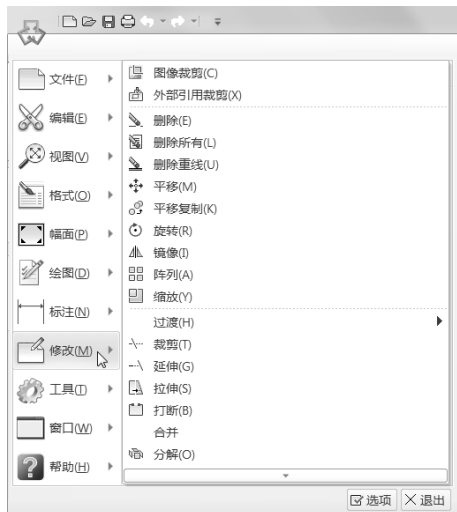 文件(F)
编辑(E)
视图(V)
格式(O)
幅面(P)
绘图(D)
标注(N)
修改(M)
工具(T)
窗口(W)
帮助(H)
图像裁剪(C)
外部引用裁剪(X)
删除(E)
删除所有(L)
删除重线(U)
平移(M)
平移复制(K)
旋转(R)
镜像(I)
阵列(A)
缩放(Y)
过渡(H)
裁剪(T)
延伸(G)
拉伸(S)
打断(B)
合并
分解(O)
选项
退出